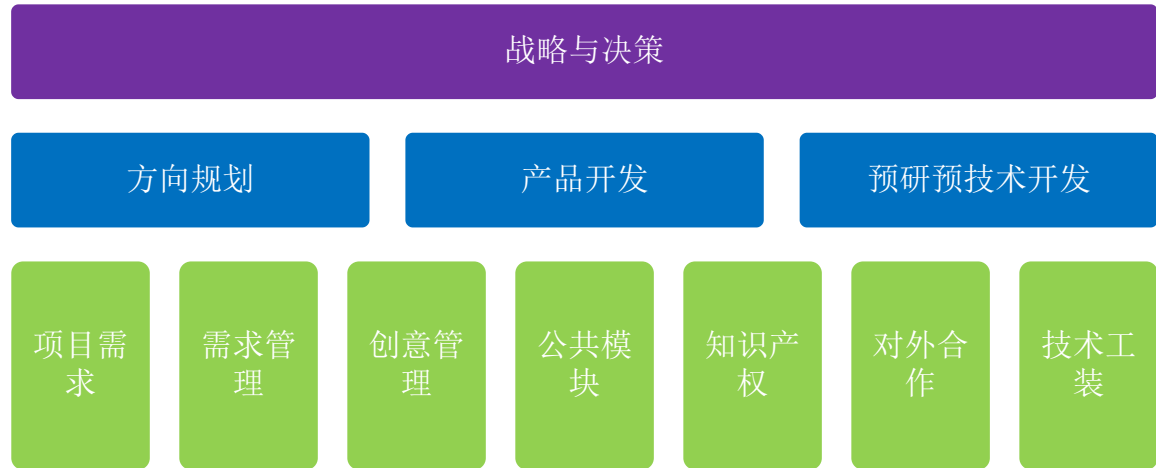 战略与决策
方向规划
产品开发
预研预技术开发
项目需
求
需求管
理
创意管
理
公共模
块
知识产
权
对外合
作
技术工
装